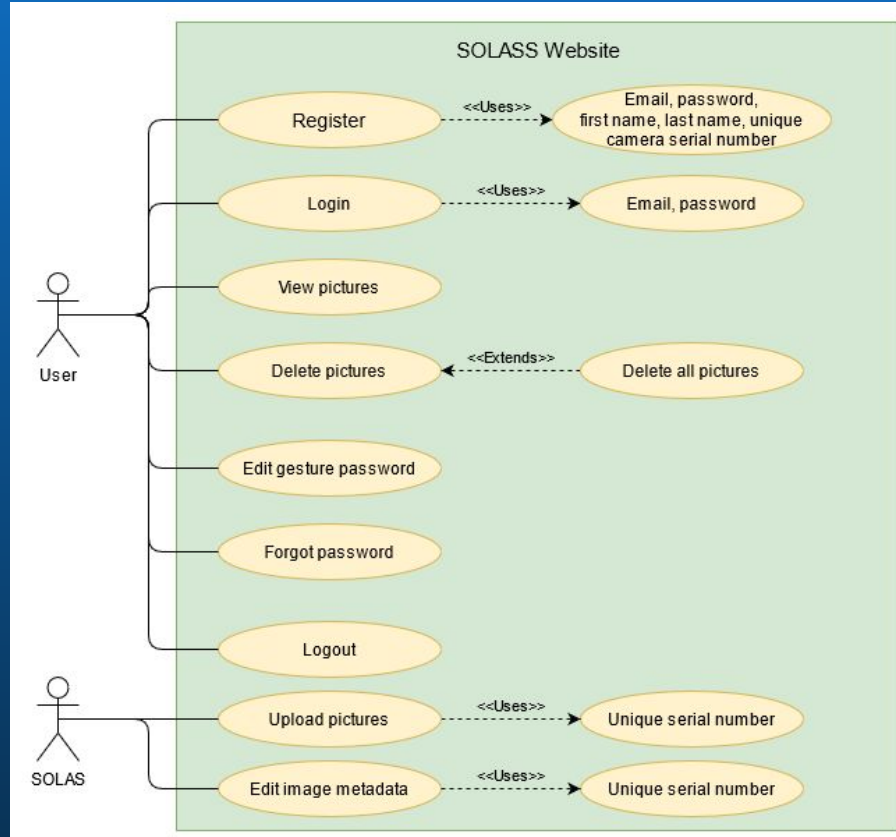 SOLASS Website
Register
<<Uses>>
Email, password,
first name, last name, unique
camera serial number
Login
<<Uses>>
Email, password
View pictures
User
Delete pictures
<<Extends>>
Delete all pictures
Edit gesture password
Forgot password
Logout
SOLAS
Upload pictures
<<Uses>>
Unique serial number
Edit image metadata
<<Uses>>
Unique serial number